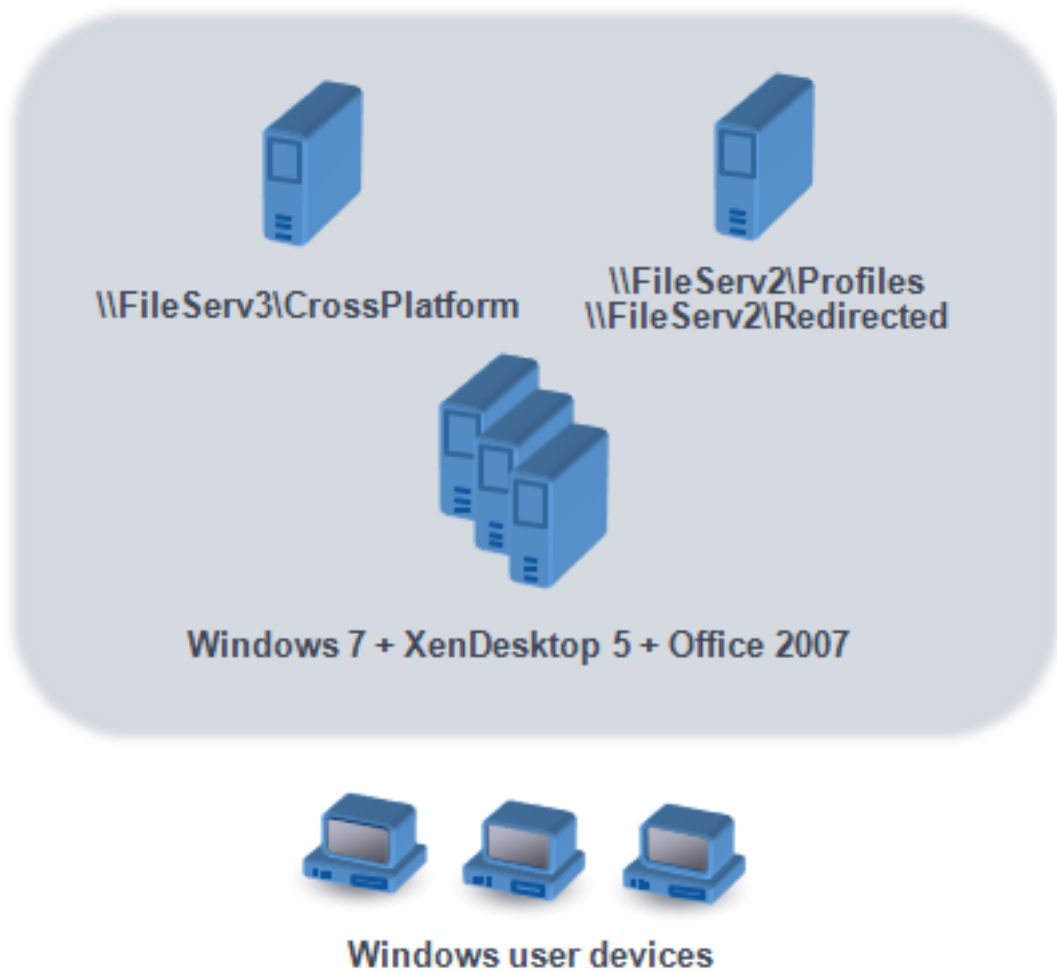 \\FileServ3\CrossPlatform
\\FileServ2\Profiles
\\FileServ2\Redirected
Windows 7 + XenDesktop 5 + Office 2007
Windows user devices